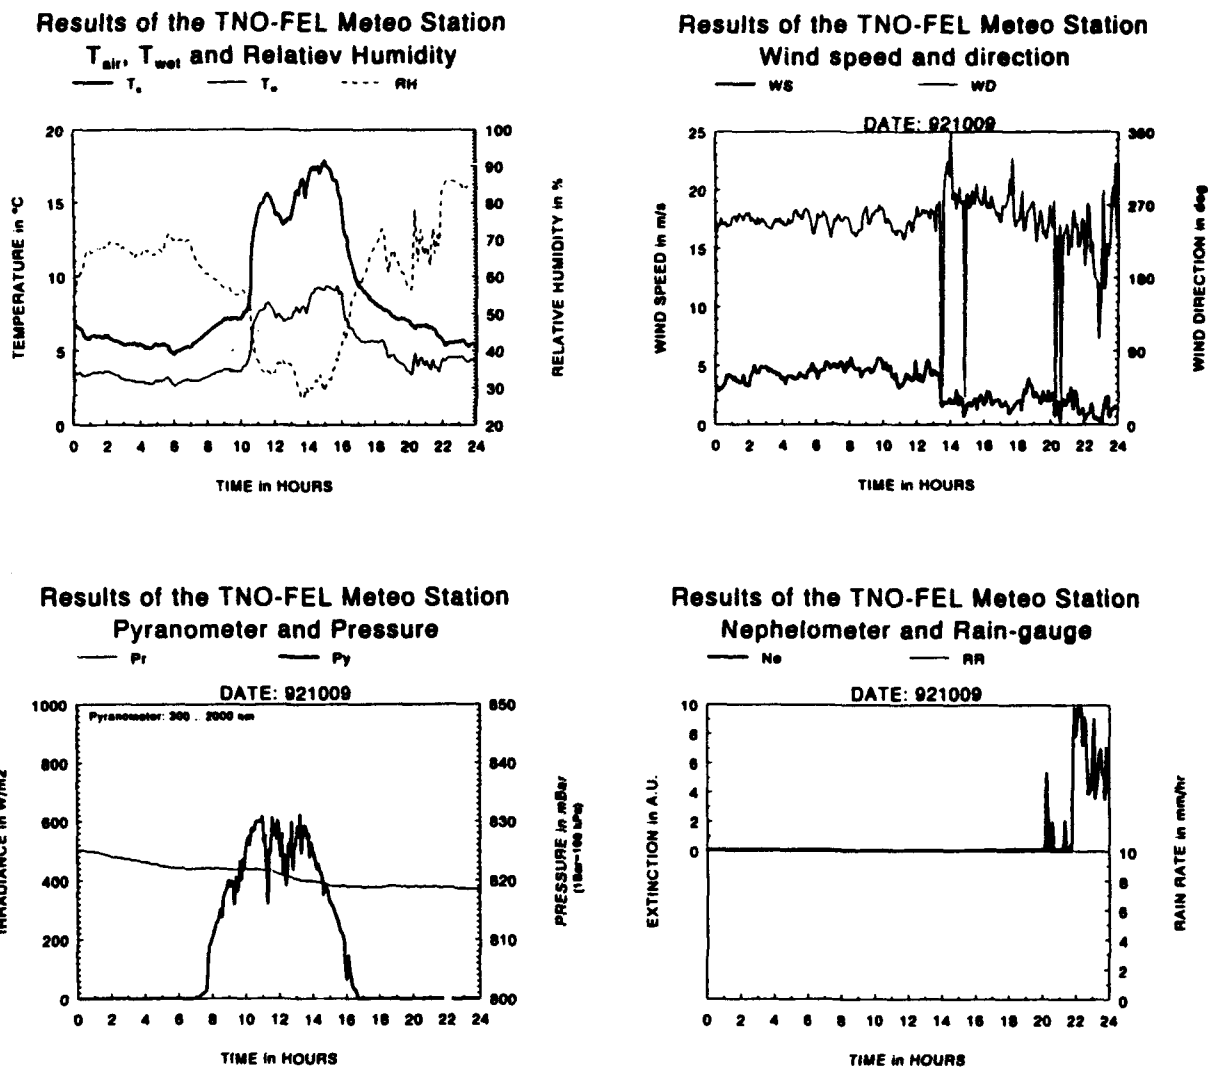 Results of the TNO-FEL Meteo Station
T_air, T_wet and Relatiev Humidity
T_a T_w RH
20 15 10 5 0
100 90 80 70 60 50 40 30 20
TEMPERATURE in °C
RELATIVE HUMIDITY in %
0 2 4 6 8 10 12 14 16 18 20 22 24
TIME in HOURS
Results of the TNO-FEL Meteo Station
Wind speed and direction
WS WD
DATE: 921009
25 20 15 10 5 0
360 270 180 90 0
WIND SPEED in m/s
WIND DIRECTION in deg
0 2 4 6 8 10 12 14 16 18 20 22 24
TIME in HOURS
Results of the TNO-FEL Meteo Station
Pyranometer and Pressure
Pr Py
DATE: 921009
Pyranometer: 300 . 2000 nm
1000 800 600 400 200 0
850 840 830 820 810 800
IRRADIANCE in W/m2
PRESSURE in mBar
(1Bar=100 kPa)
0 2 4 6 8 10 12 14 16 18 20 22 24
TIME in HOURS
Results of the TNO-FEL Meteo Station
Nephelometer and Rain-gauge
Ne RR
DATE: 921009
10 8 6 4 2 0
10 8 6 4 2 0
EXTINCTION in A.U.
RAIN RATE in mm/hr
0 2 4 6 8 10 12 14 16 18 20 22 24
TIME in HOURS